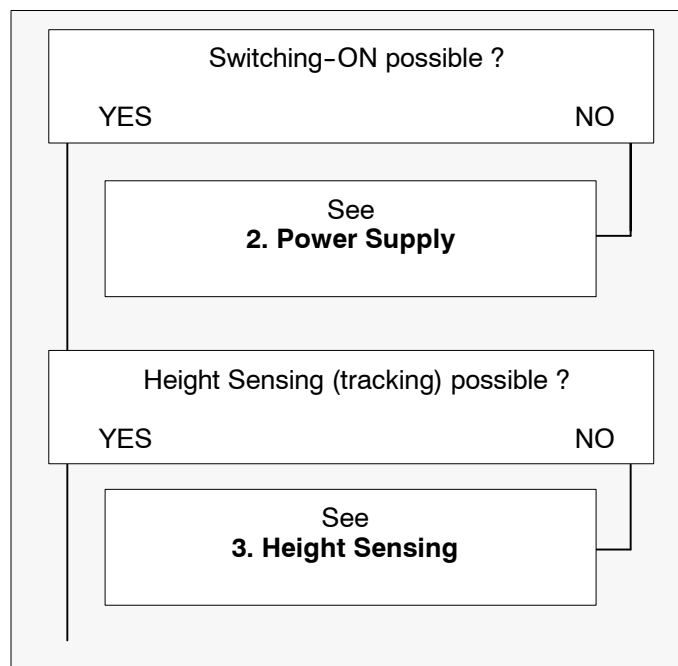 Switching-ON possible ?
YES NO
See
2. Power Supply
Height Sensing (tracking) possible ?
YES NO
See
3. Height Sensing